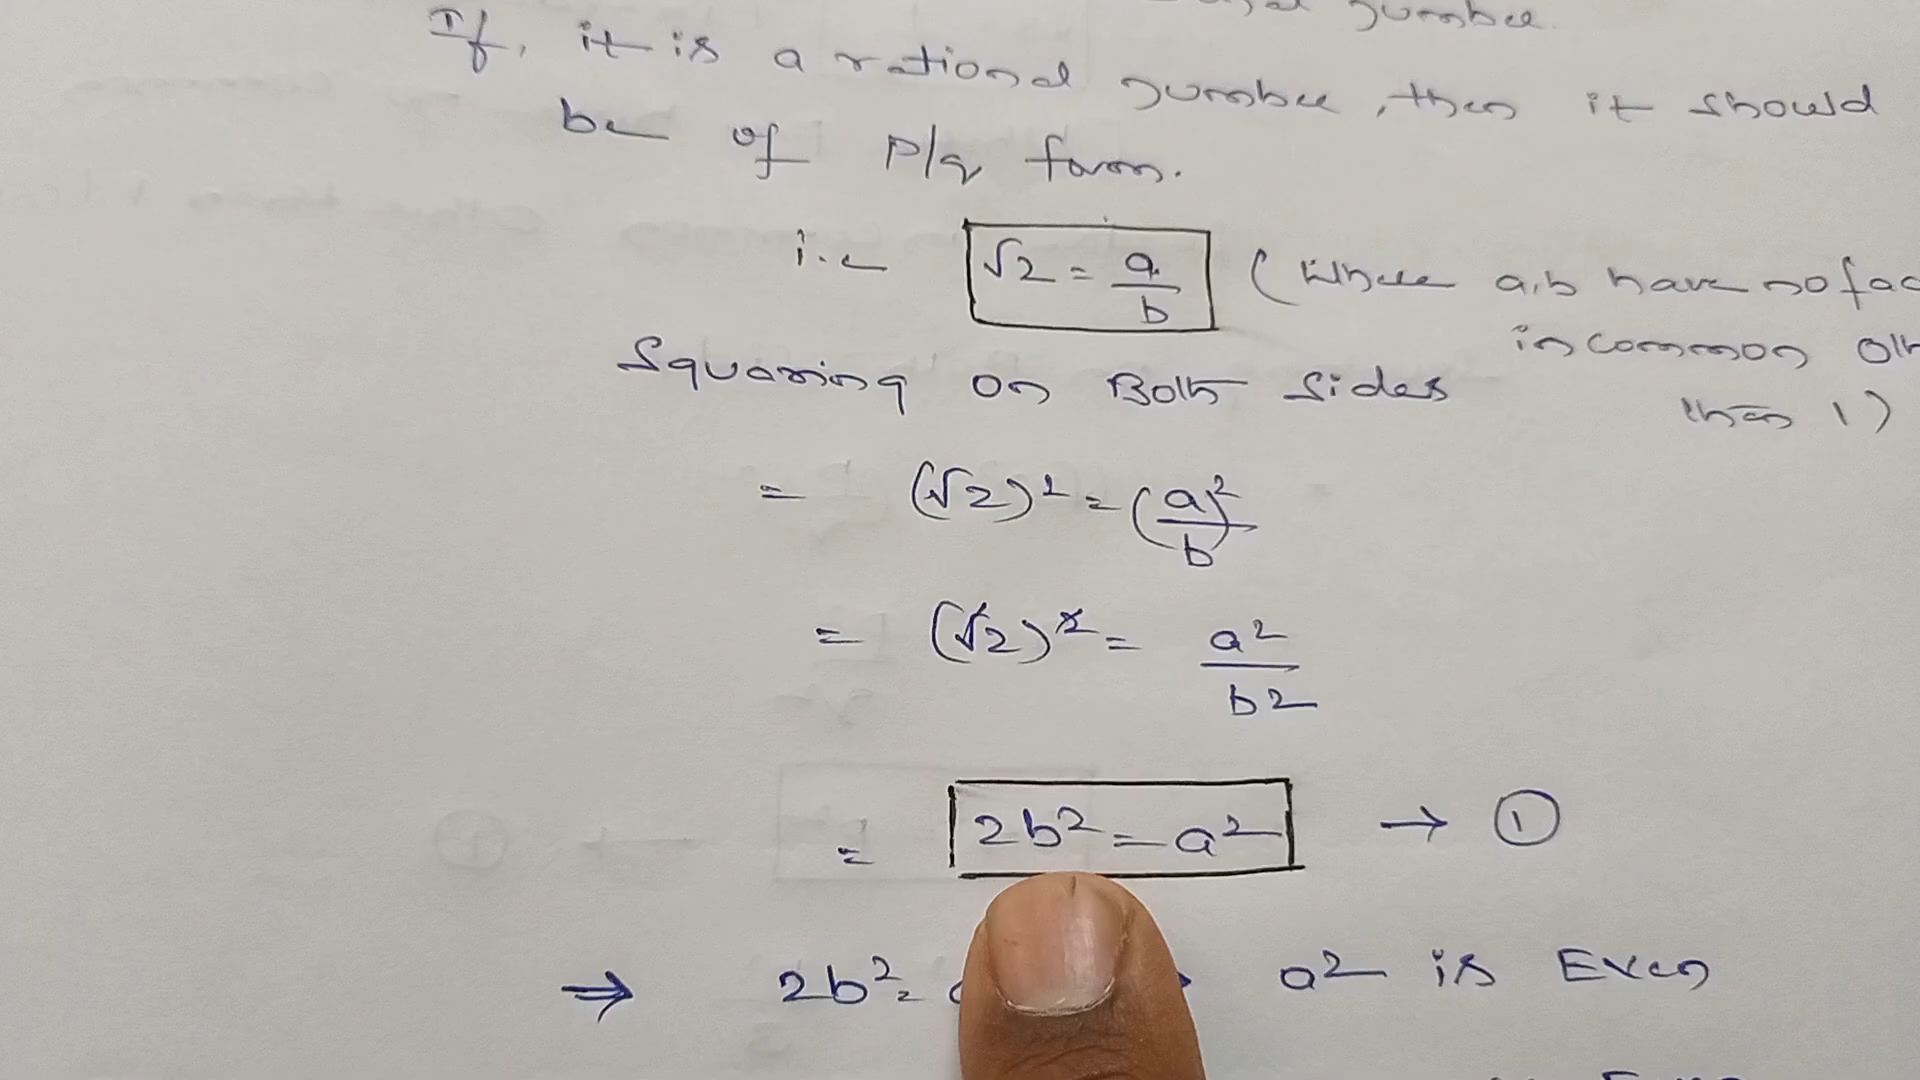 number.
If, it is a rational number, then it should
be of P/q form.
i.e √2 = a/b (where a,b have no fac
in common oth
than 1)
Squaring on Both sides
= (√2)² = (a/b)²
= (√2)² = a²/b²
= 2b² = a² → ①
⇒ 2b² = a² is Even